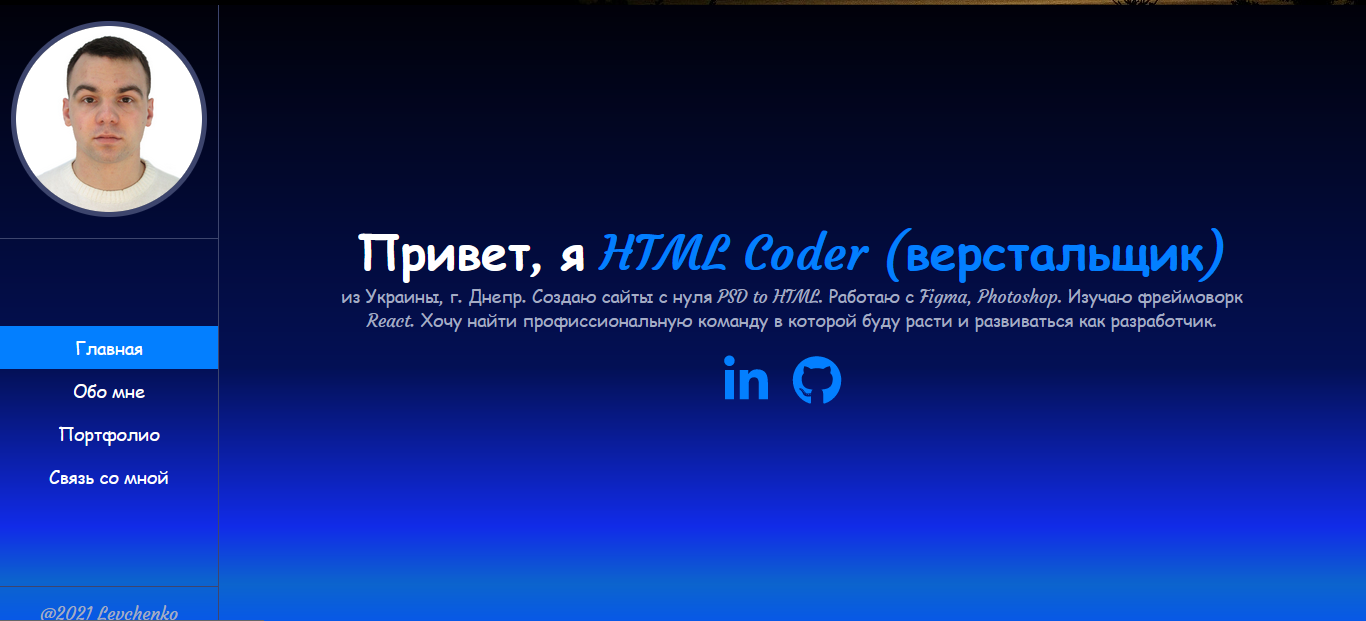 Привет, я HTML Coder (верстальщик)
из Украины, г. Днепр. Создаю сайты с нуля PSD to HTML. Работаю с Figma, Photoshop. Изучаю фреймоворк
React. Хочу найти профиссиональную команду в которой буду расти и развиваться как разработчик.
in
Главная
Обо мне
Портфолио
Связь со мной
@2021 Levchenko